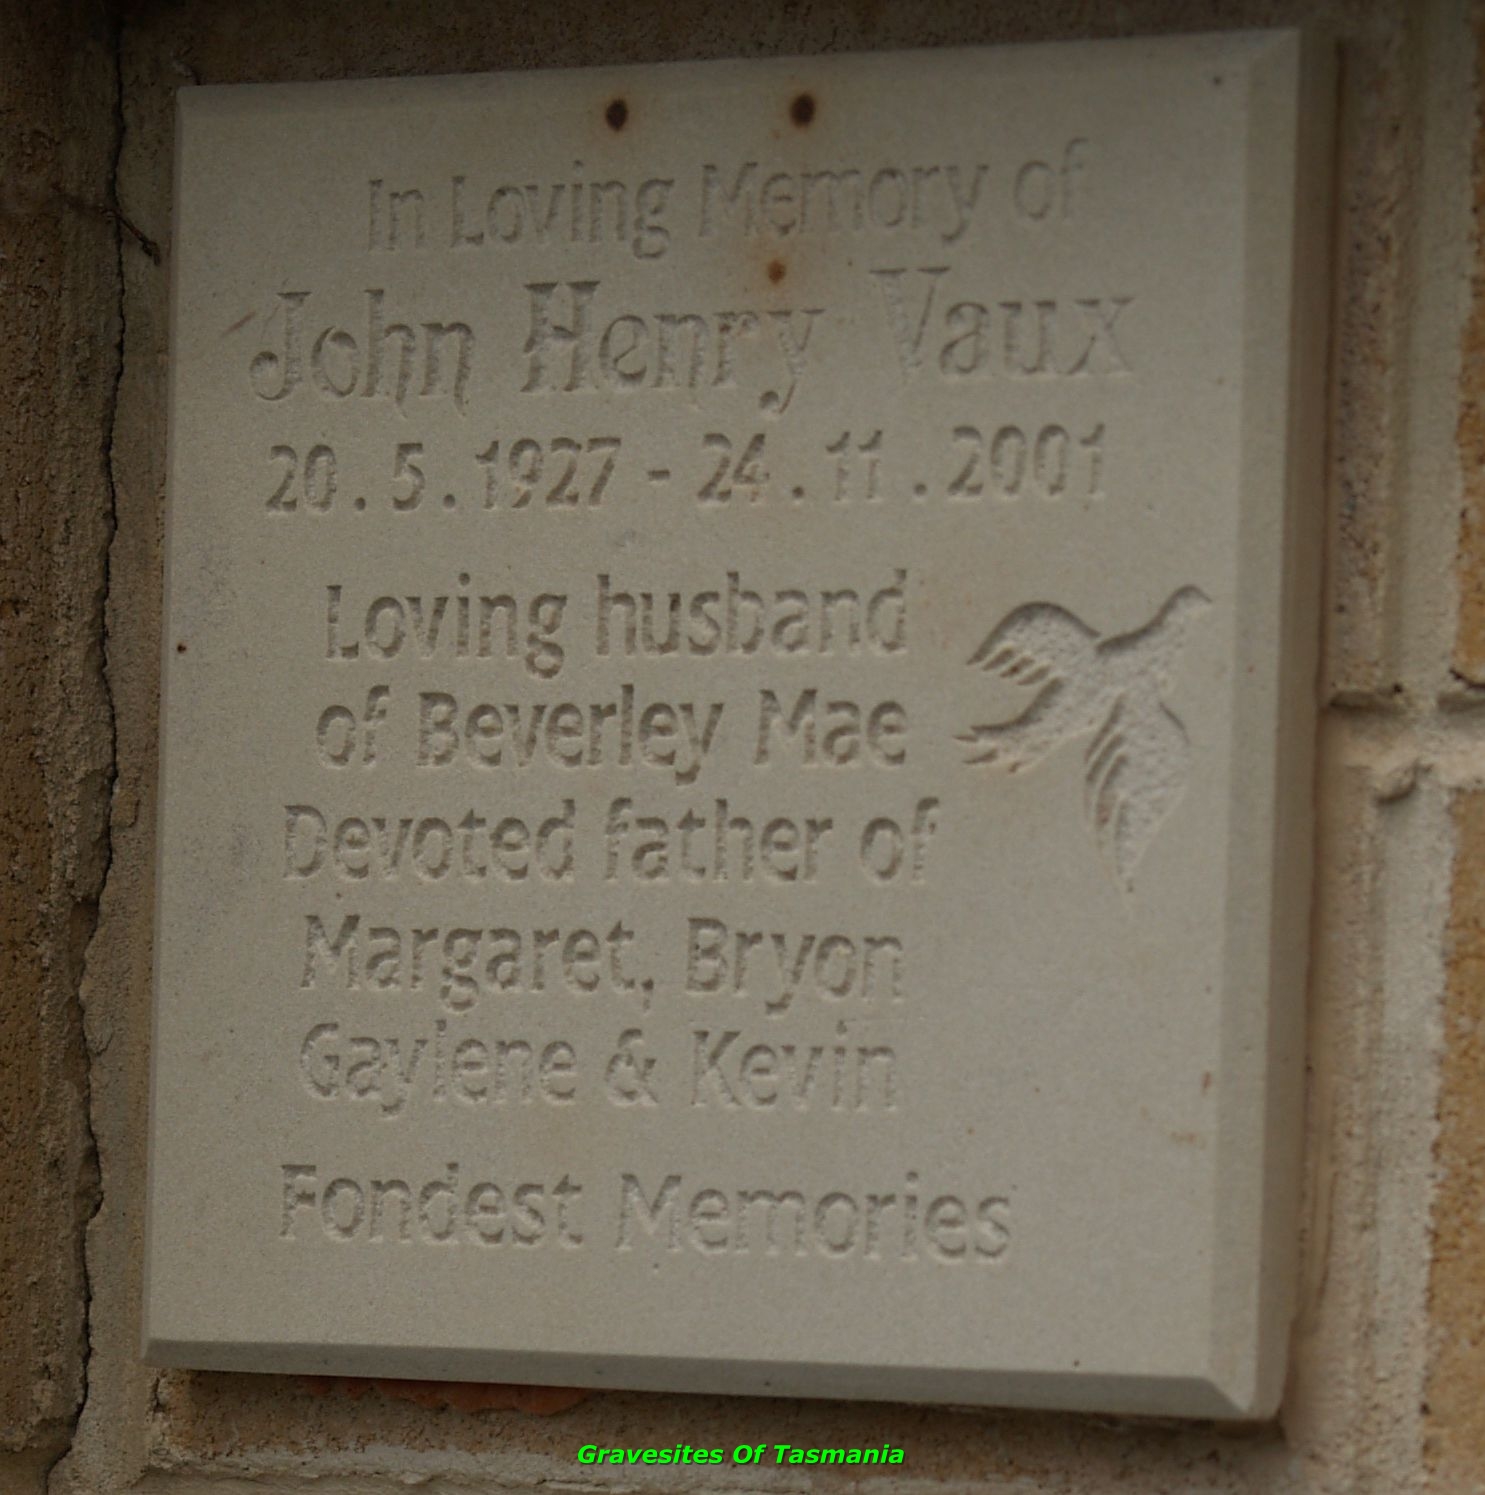 In Loving Memory of
John Henry Vaux
20.5.1927 - 24.11.2001
Loving husband
of Beverley Mae
Devoted father of
Margaret, Bryon
Gaylene & Kevin
Fondest Memories
Gravesites Of Tasmania